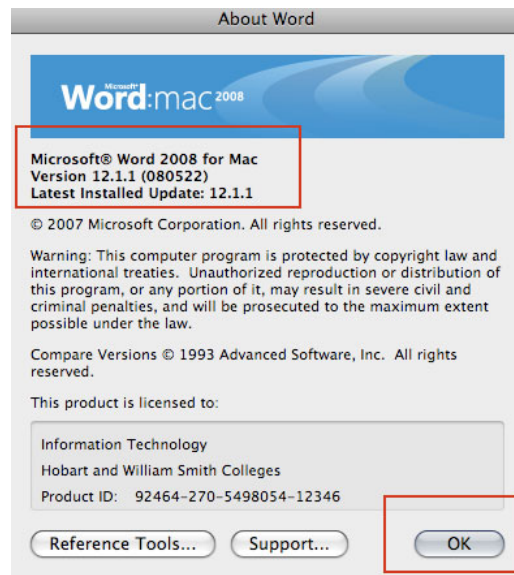 About Word
Microsoft®
Word:mac 2008
Microsoft® Word 2008 for Mac
Version 12.1.1 (080522)
Latest Installed Update: 12.1.1
© 2007 Microsoft Corporation. All rights reserved.
Warning: This computer program is protected by copyright law and
international treaties. Unauthorized reproduction or distribution of
this program, or any portion of it, may result in severe civil and
criminal penalties, and will be prosecuted to the maximum extent
possible under the law.
Compare Versions © 1993 Advanced Software, Inc. All rights
reserved.
This product is licensed to:
Information Technology
Hobart and William Smith Colleges
Product ID: 92464-270-5498054-12346
Reference Tools... Support... OK